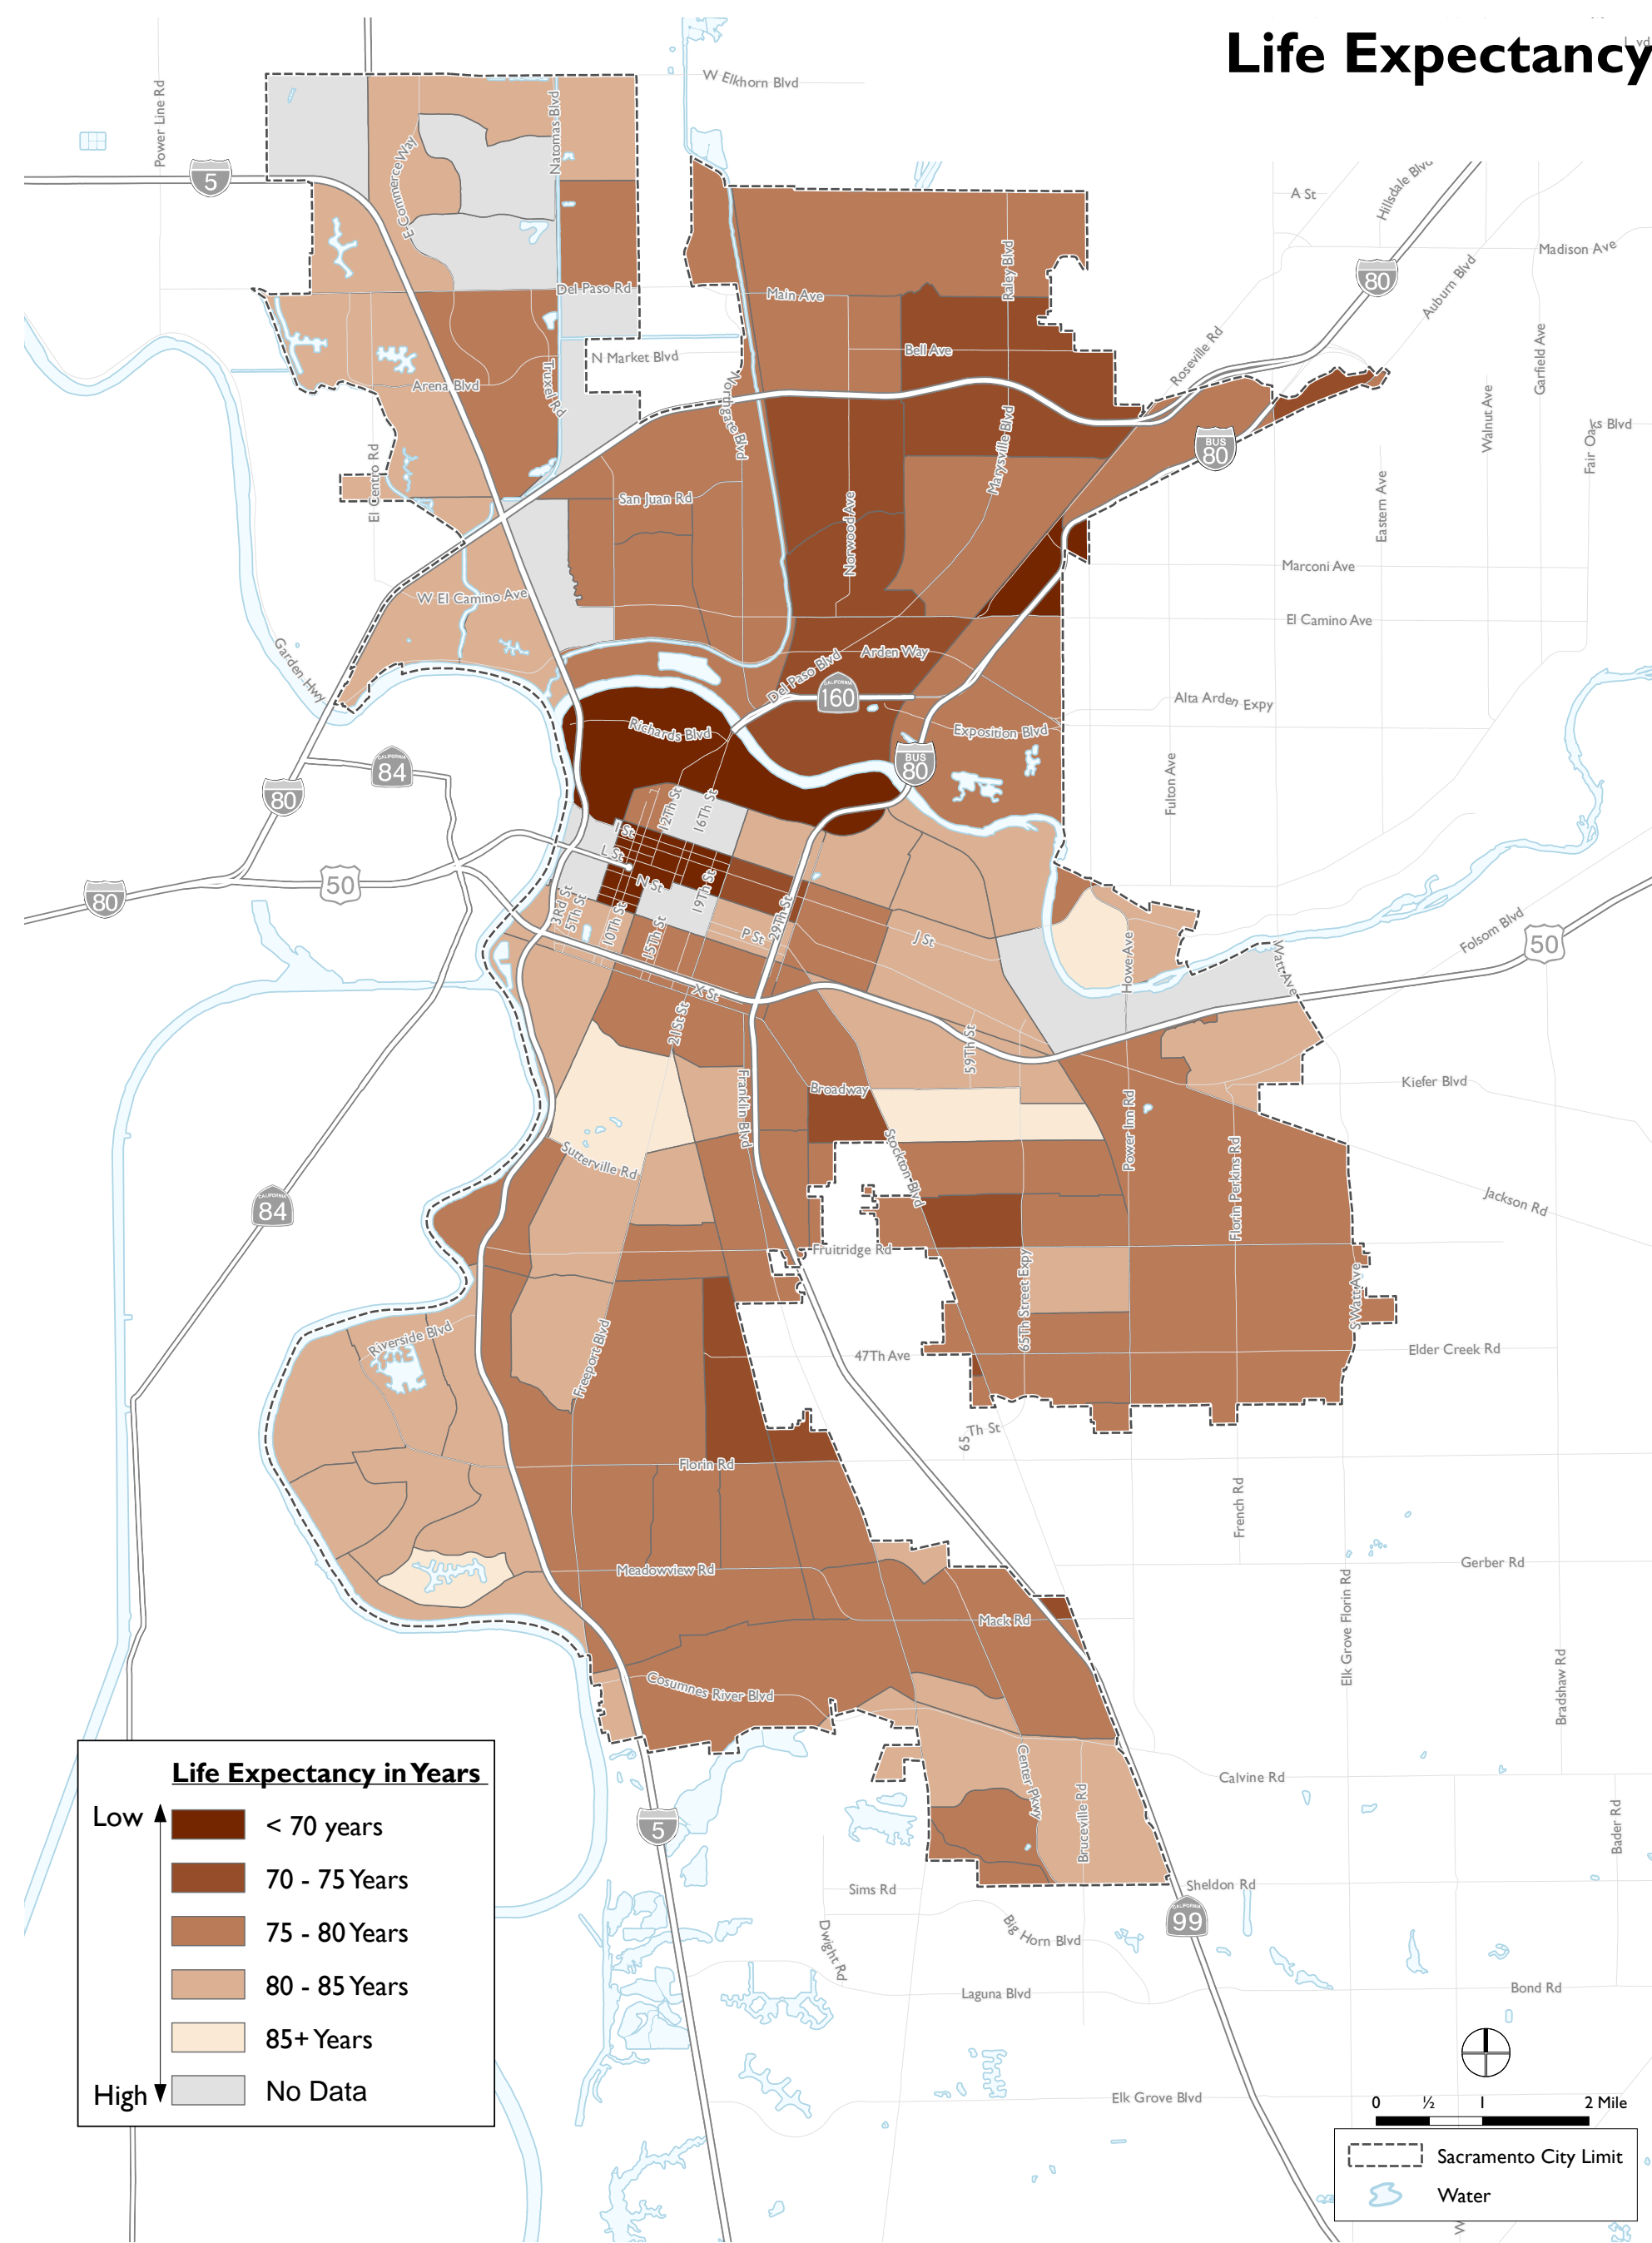 Life Expectancy
W Elkhorn Blvd
Power Line Rd
Natomas Blvd
E Commerce Way
5
A St
Hillsdale Blvd
Madison Ave
80
Auburn Blvd
Raley Blvd
Del Paso Rd
Main Ave
N Market Blvd
Bell Ave
Roseville Rd
Garfield Ave
Arena Blvd
Truxel Rd
Northgate Blvd
Walnut Ave
Fair Oaks Blvd
BUS
80
El Centro Rd
Marysville Blvd
San Juan Rd
Eastern Ave
Norwood Ave
Marconi Ave
W El Camino Ave
El Camino Ave
Garden Hwy
Arden Way
Del Paso Blvd
CALIFORNIA
160
Alta Arden Expy
Richards Blvd
Exposition Blvd
BUS
80
CALIFORNIA
84
80
Fulton Ave
12Th St
16Th St
I St
L St
N St
19Th St
50
80
3Rd St
5Th St
10Th St
15Th St
P St
29Th St
J St
Howe Ave
Watt Ave
Folsom Blvd
50
X St
21St St
59Th St
Broadway
Franklin Blvd
Kiefer Blvd
Power Inn Rd
Stockton Blvd
Sutterville Rd
Florin Perkins Rd
Jackson Rd
CALIFORNIA
84
Fruitridge Rd
65Th Street Expy
S Watt Ave
Riverside Blvd
Freeport Blvd
47Th Ave
Elder Creek Rd
65Th St
Florin Rd
French Rd
Meadowview Rd
Gerber Rd
Mack Rd
Elk Grove Florin Rd
Bradshaw Rd
Cosumnes River Blvd
Center Pkwy
Bruceville Rd
Calvine Rd
Bader Rd
5
Sims Rd
Sheldon Rd
CALIFORNIA
99
Dwight Rd
Big Horn Blvd
Laguna Blvd
Bond Rd
Elk Grove Blvd
Life Expectancy in Years
Low
< 70 years
70 - 75 Years
75 - 80 Years
80 - 85 Years
85+ Years
High
No Data
0 ½ 1 2 Mile
Sacramento City Limit
Water